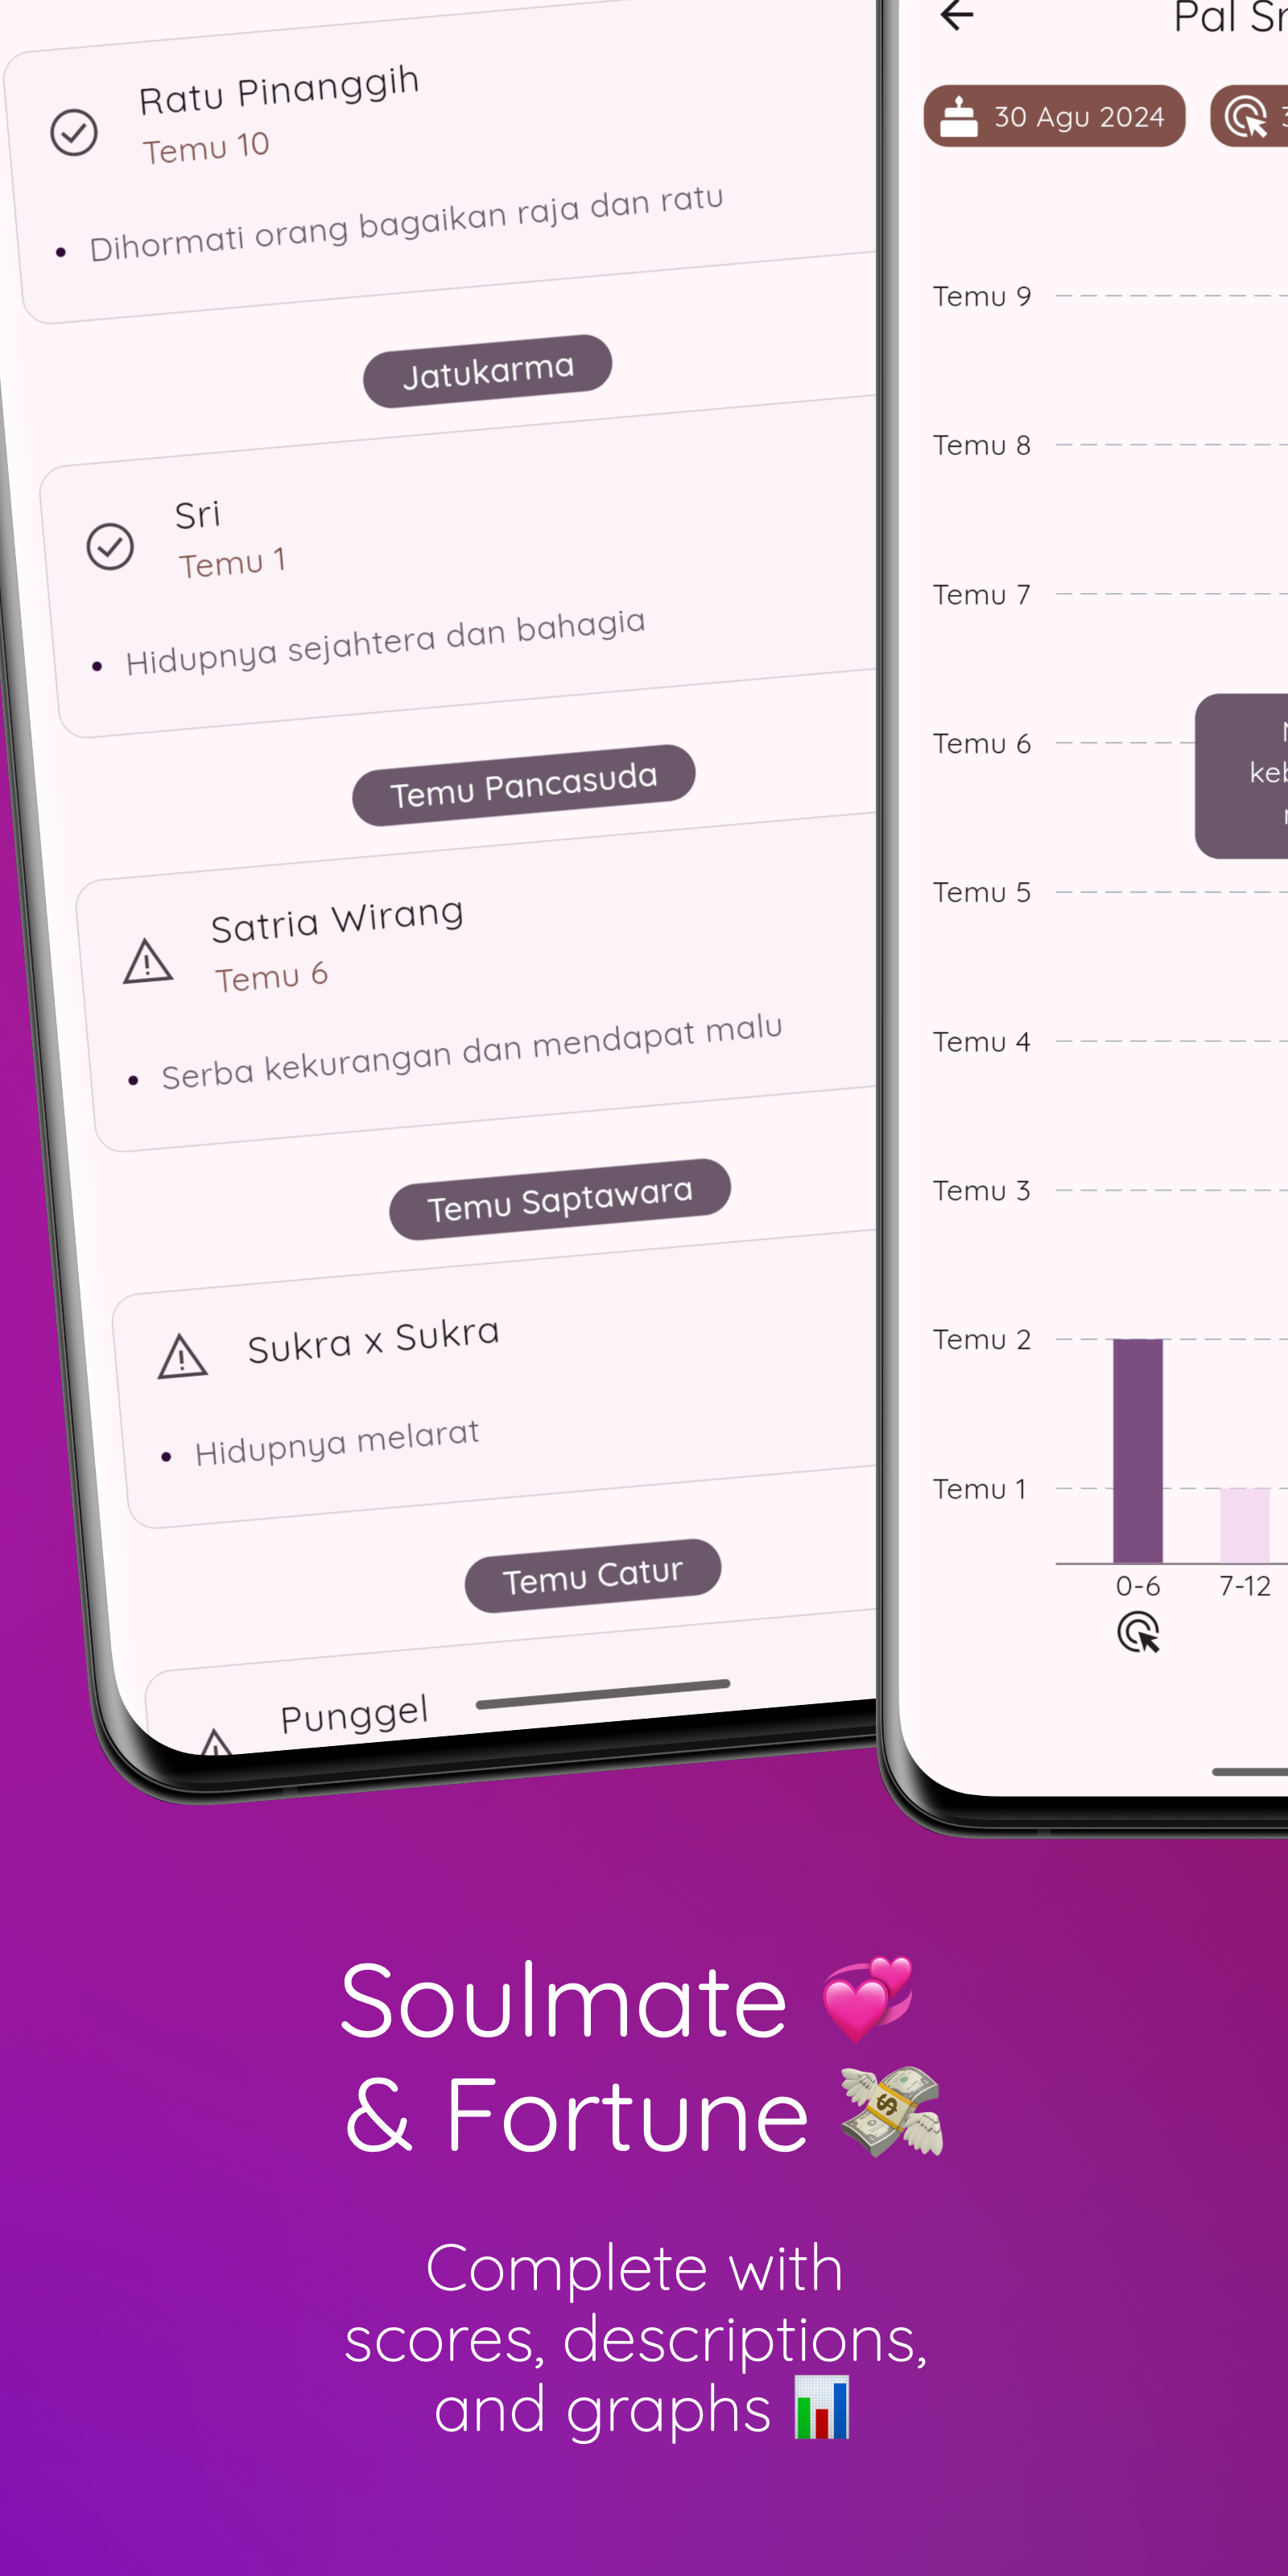 Ratu Pinanggih
Temu 10
• Dihormati orang bagaikan raja dan ratu
Jatukarma
Sri
Temu 1
• Hidupnya sejahtera dan bahagia
Temu Pancasuda
Satria Wirang
Temu 6
• Serba kekurangan dan mendapat malu
Temu Saptawara
Sukra x Sukra
• Hidupnya melarat
Temu Catur
Punggel
Pal
30 Agu 2024
Temu 9
Temu 8
Temu 7
Temu 6
Temu 5
Temu 4
Temu 3
Temu 2
Temu 1
0-6 7-12
Soulmate 💞
& Fortune 💸
Complete with
scores, descriptions,
and graphs 📊